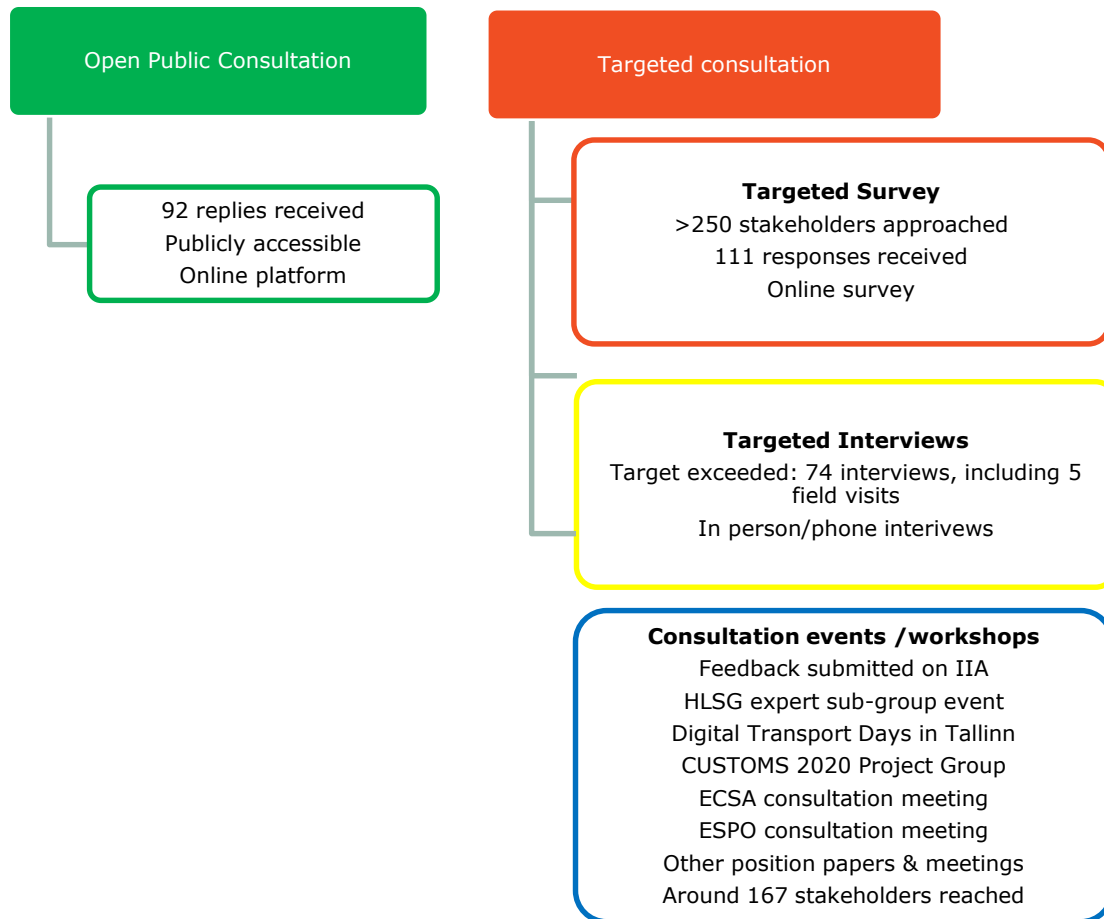 Open Public Consultation
92 replies received
Publicly accessible
Online platform
Targeted consultation
Targeted Survey
>250 stakeholders approached
111 responses received
Online survey
Targeted Interviews
Target exceeded: 74 interviews, including 5
field visits
In person/phone interivews
Consultation events /workshops
Feedback submitted on IIA
HLSG expert sub-group event
Digital Transport Days in Tallinn
CUSTOMS 2020 Project Group
ECSA consultation meeting
ESPO consultation meeting
Other position papers & meetings
Around 167 stakeholders reached